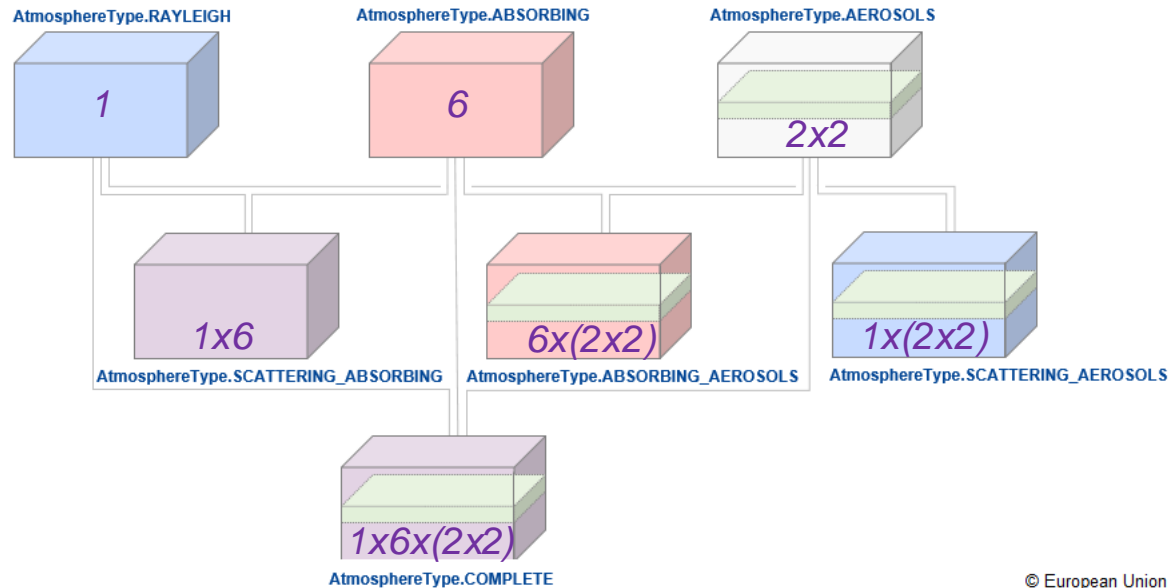 AtmosphereType.RAYLEIGH
AtmosphereType.ABSORBING
AtmosphereType.AEROSOLS
1
6
2x2
1x6
6x(2x2)
1x(2x2)
AtmosphereType.SCATTERING_ABSORBING
AtmosphereType.ABSORBING_AEROSOLS
AtmosphereType.SCATTERING_AEROSOLS
1x6x(2x2)
AtmosphereType.COMPLETE
© European Union